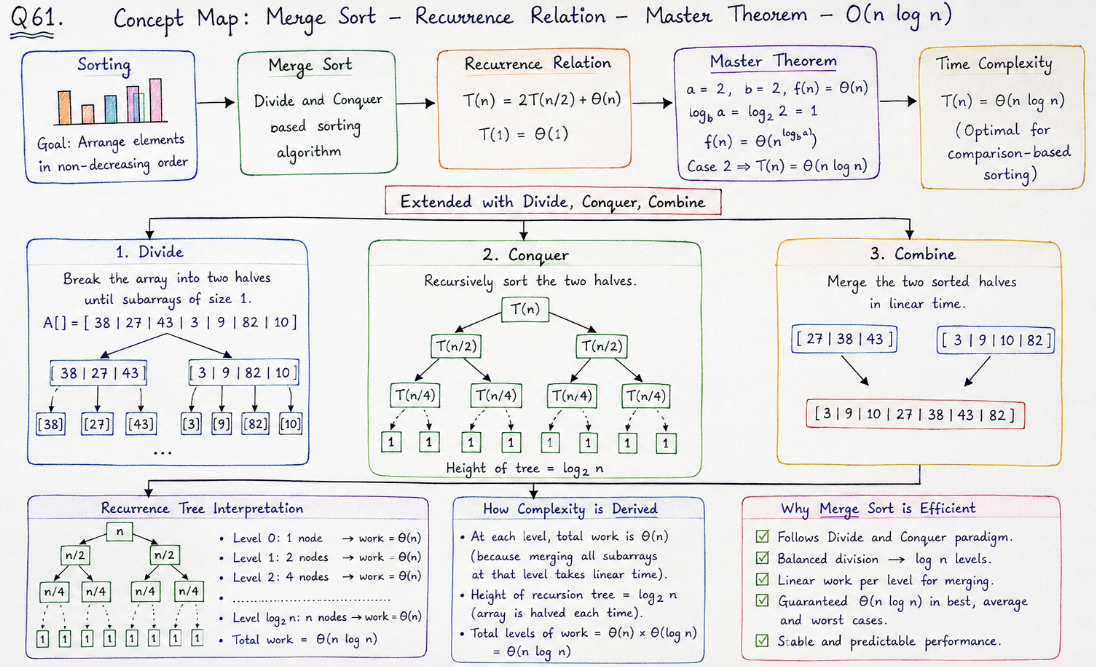 Q61. Concept Map: Merge Sort – Recurrence Relation – Master Theorem – O(n log n)
Sorting
Goal: Arrange elements
in non-decreasing order
Merge Sort
Divide and Conquer
based sorting
algorithm
Recurrence Relation
T(n) = 2T(n/2) + Θ(n)
T(1) = Θ(1)
Master Theorem
a = 2, b = 2, f(n) = Θ(n)
log_b a = log₂ 2 = 1
f(n) = Θ(n^(log_b a))
Case 2 ⇒ T(n) = Θ(n log n)
Time Complexity
T(n) = Θ(n log n)
(Optimal for
comparison-based
sorting)
Extended with Divide, Conquer, Combine
1. Divide
Break the array into two halves
until subarrays of size 1.
A[] = [ 38 | 27 | 43 | 3 | 9 | 82 | 10 ]
[ 38 | 27 | 43 ] [ 3 | 9 | 82 | 10 ]
[38] [27] [43] [3] [9] [82] [10]
...
2. Conquer
Recursively sort the two halves.
T(n)
T(n/2) T(n/2)
T(n/4) T(n/4) T(n/4) T(n/4)
1 1 1 1 1 1 1 1
Height of tree = log₂ n
3. Combine
Merge the two sorted halves
in linear time.
[ 27 | 38 | 43 ] [ 3 | 9 | 10 | 82 ]
[ 3 | 9 | 10 | 27 | 38 | 43 | 82 ]
Recurrence Tree Interpretation
n
n/2 n/2
n/4 n/4 n/4 n/4
1 1 1 1 1 1 1 1
• Level 0: 1 node → work = Θ(n)
• Level 1: 2 nodes → work = Θ(n)
• Level 2: 4 nodes → work = Θ(n)
• ......................................
• Level log₂ n: n nodes → work = Θ(n)
• Total work = Θ(n log n)
How Complexity is Derived
• At each level, total work is Θ(n)
(because merging all subarrays
at that level takes linear time).
• Height of recursion tree = log₂ n
(array is halved each time).
• Total levels of work = Θ(n) × Θ(log n)
= Θ(n log n)
Why Merge Sort is Efficient
☑ Follows Divide and Conquer paradigm.
☑ Balanced division → log n levels.
☑ Linear work per level for merging.
☑ Guaranteed Θ(n log n) in best, average
and worst cases.
☑ Stable and predictable performance.